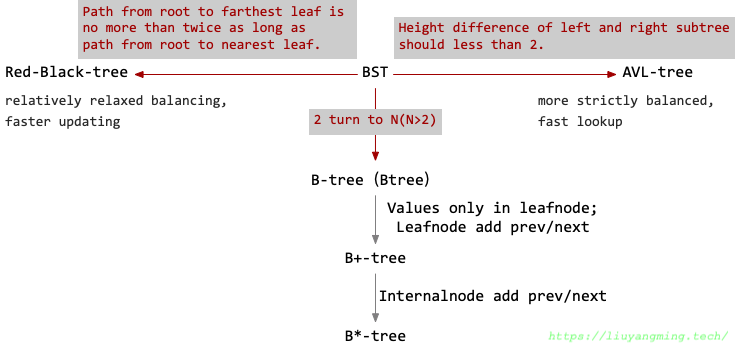 Path from root to farthest leaf is
no more than twice as long as
path from root to nearest leaf.
Height difference of left and right subtree
should less than 2.
Red-Black-tree
BST
AVL-tree
relatively relaxed balancing,
faster updating
more strictly balanced,
fast lookup
2 turn to N(N>2)
B-tree (Btree)
Values only in leafnode;
Leafnode add prev/next
B+-tree
Internalnode add prev/next
B*-tree
https://liuyangming.tech/